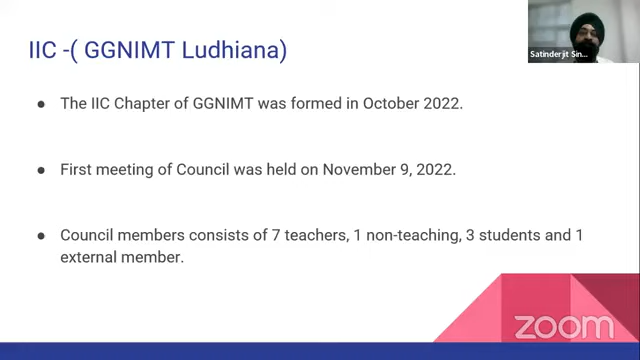 IIC -( GGNIMT Ludhiana)
Satinderjit Sin...
● The IIC Chapter of GGNIMT was formed in October 2022.
● First meeting of Council was held on November 9, 2022.
● Council members consists of 7 teachers, 1 non-teaching, 3 students and 1
external member.
zoom